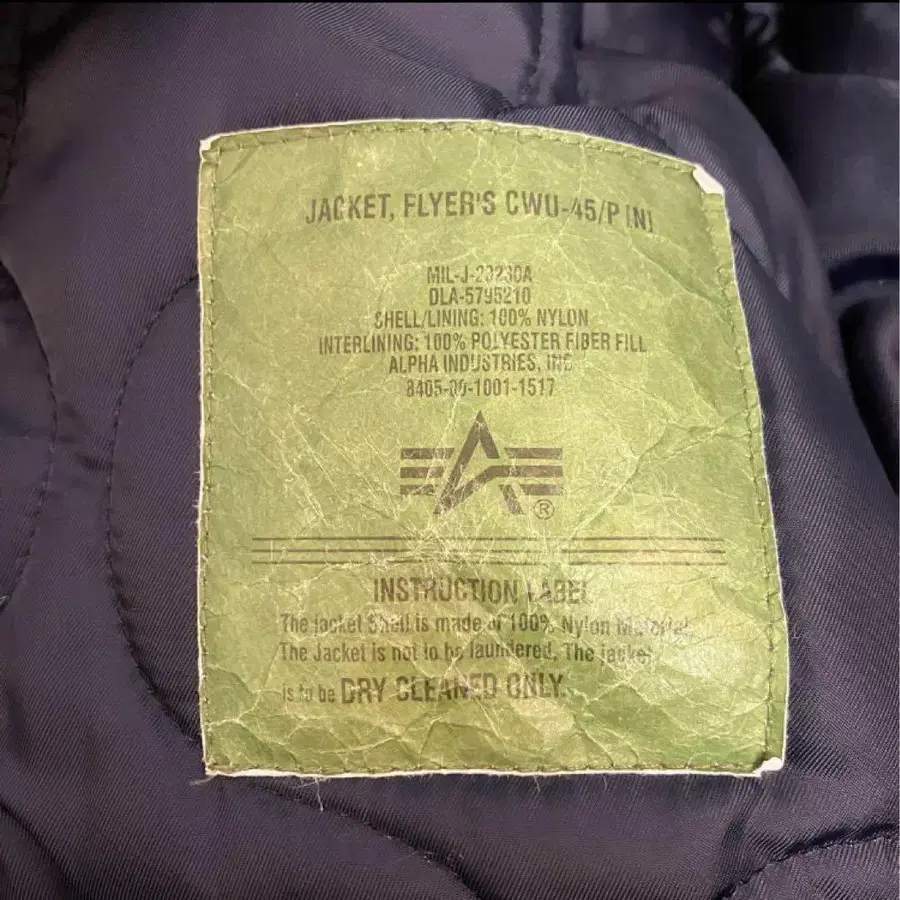 JACKET, FLYER'S CWU-45/P [N]
MIL-J-23230A
DLA-5795210
SHELL/LINING: 100% NYLON
INTERLINING: 100% POLYESTER FIBER FILL
ALPHA INDUSTRIES, INC
8405-00-1001-1517
®
INSTRUCTION LABEL
The jacket Shell is made of 100% Nylon Material.
The Jacket is not to be laundered. The jacket
is to be DRY CLEANED ONLY.